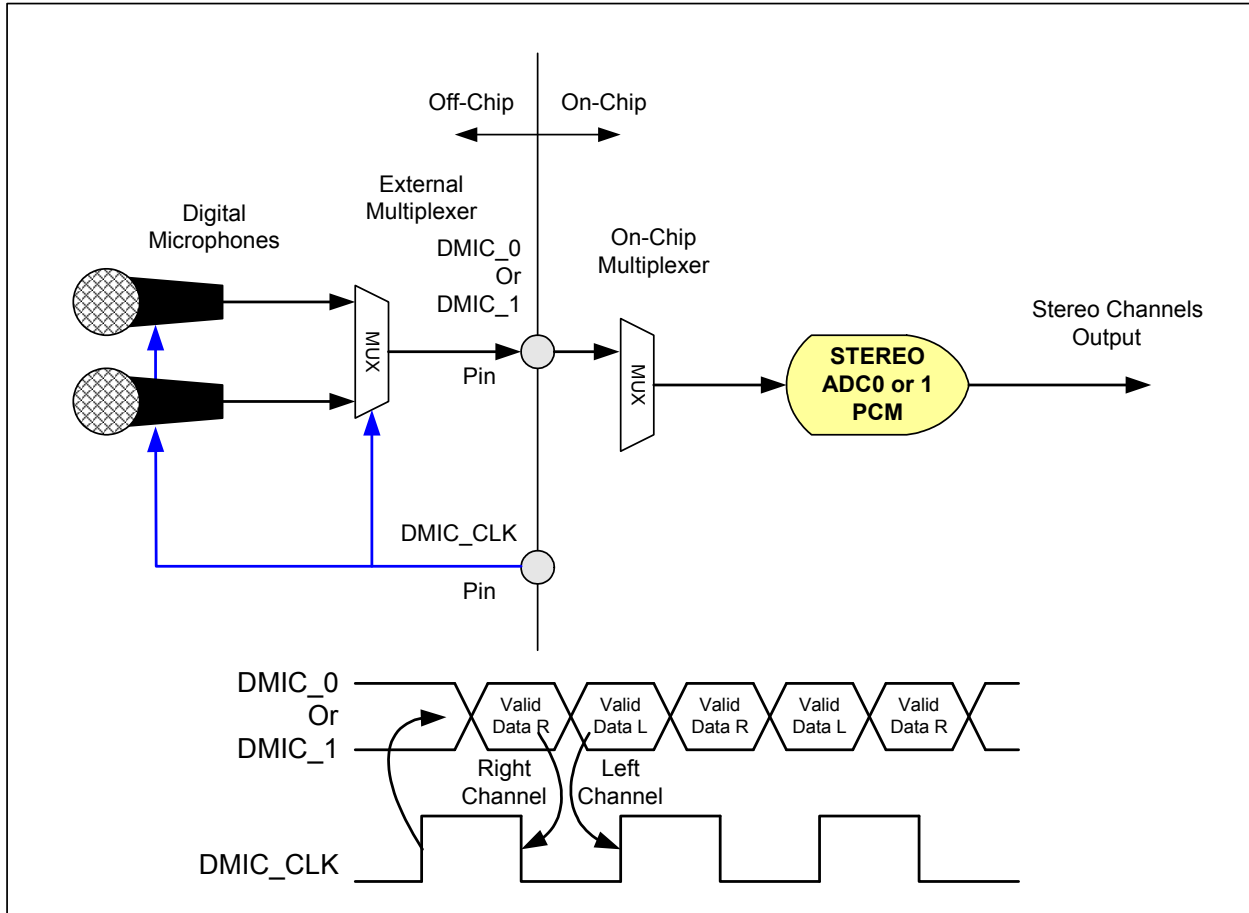 Off-Chip
On-Chip
External
Multiplexer
Digital
Microphones
DMIC_0
Or
DMIC_1
On-Chip
Multiplexer
Stereo Channels
Output
MUX
Pin
MUX
STEREO
ADC0 or 1
PCM
DMIC_CLK
Pin
DMIC_0
Or
DMIC_1
Valid
Data R
Valid
Data L
Valid
Data R
Valid
Data L
Valid
Data R
Right
Channel
Left
Channel
DMIC_CLK